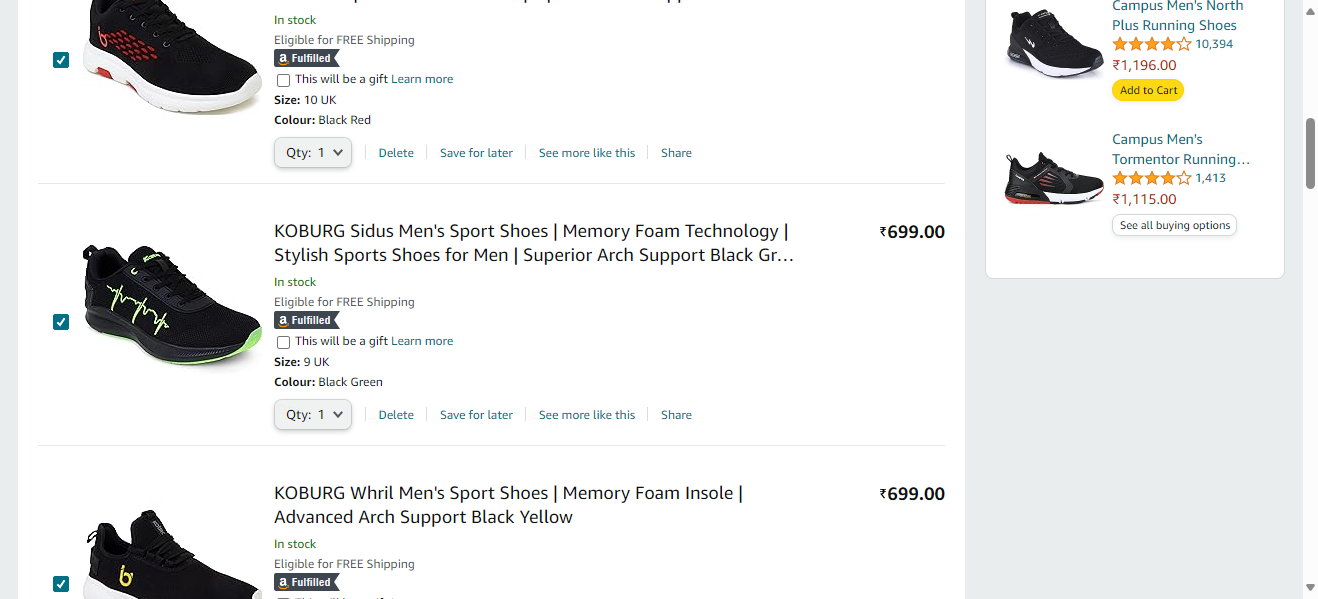 In stock
Eligible for FREE Shipping
a Fulfilled
This will be a gift Learn more
Size: 10 UK
Colour: Black Red
Qty: 1
Delete
Save for later
See more like this
Share
KOBURG Sidus Men's Sport Shoes | Memory Foam Technology |
Stylish Sports Shoes for Men | Superior Arch Support Black Gr...
₹699.00
In stock
Eligible for FREE Shipping
a Fulfilled
This will be a gift Learn more
Size: 9 UK
Colour: Black Green
Qty: 1
Delete
Save for later
See more like this
Share
KOBURG Whril Men's Sport Shoes | Memory Foam Insole |
Advanced Arch Support Black Yellow
₹699.00
In stock
Eligible for FREE Shipping
a Fulfilled
Campus Men's North
Plus Running Shoes
10,394
₹1,196.00
Add to Cart
Campus Men's
Tormentor Running...
1,413
₹1,115.00
See all buying options